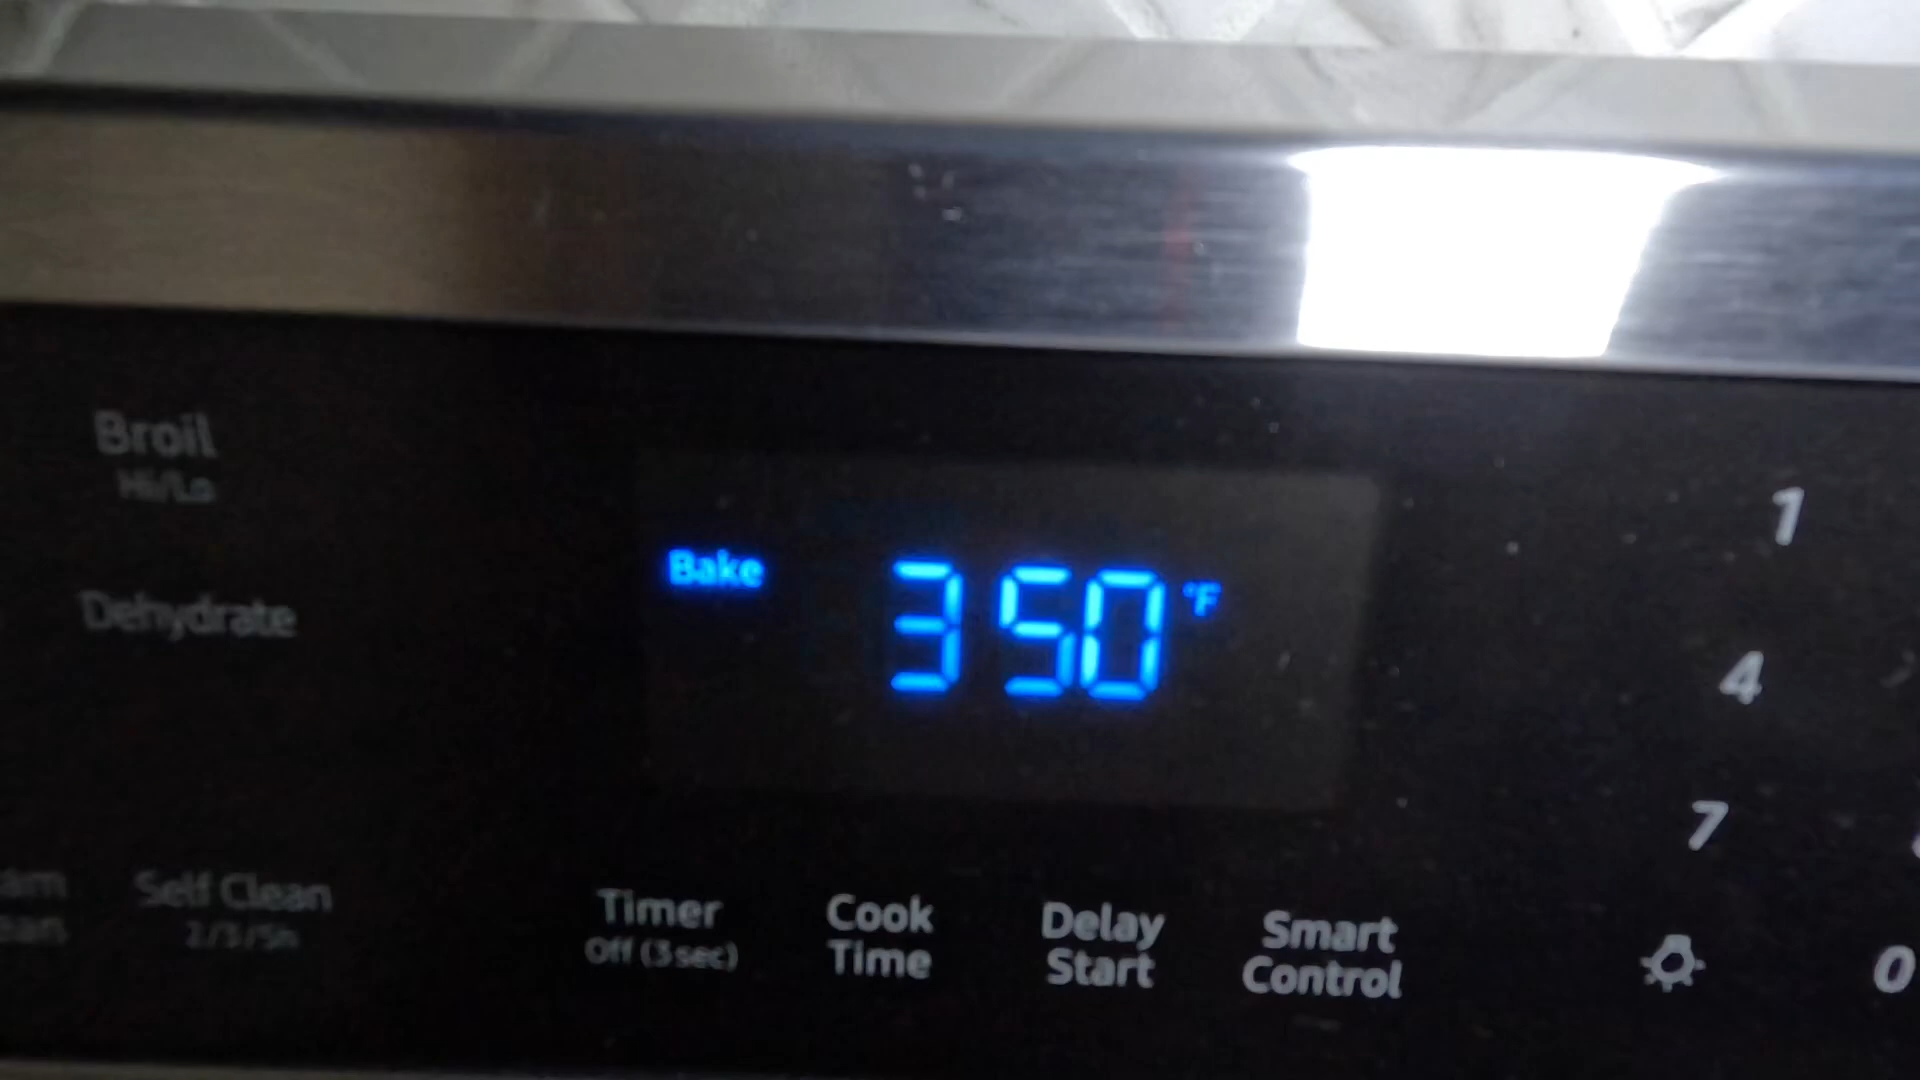 Broil
Hi/Lo
Dehydrate
Bake 350 °F
1
4
7
0
Self Clean
2/3/5h
Timer
Off (3 sec)
Cook
Time
Delay
Start
Smart
Control